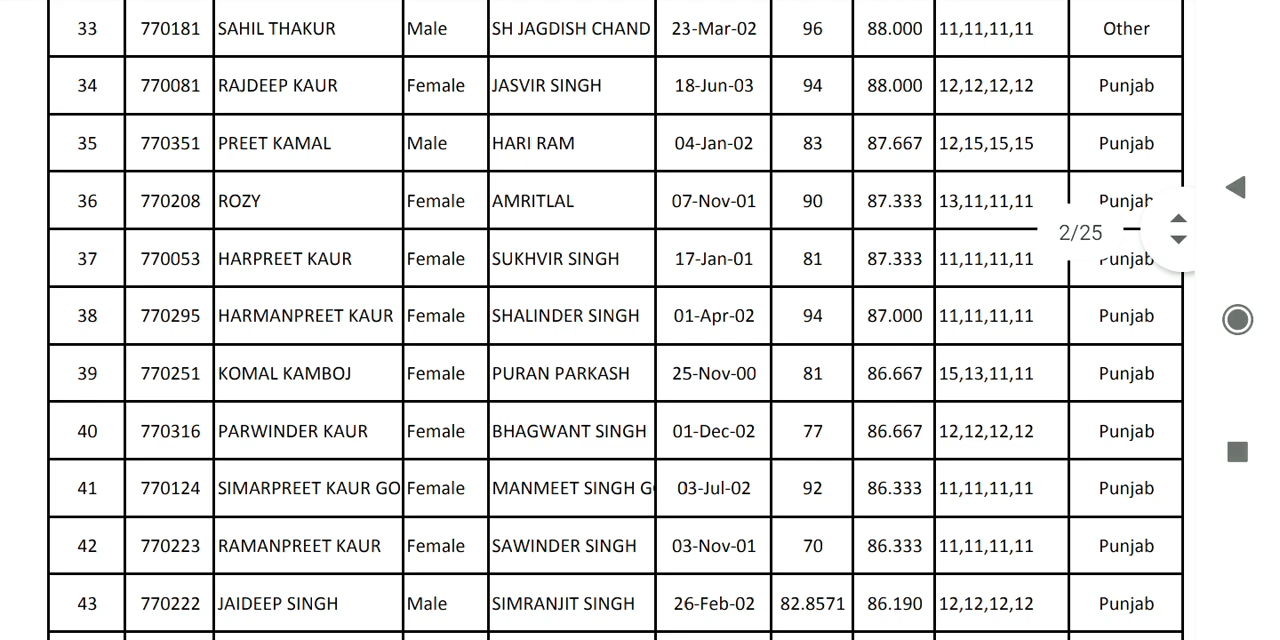 33 770181 SAHIL THAKUR Male SH JAGDISH CHAND 23-Mar-02 96 88.000 11,11,11,11 Other
34 770081 RAJDEEP KAUR Female JASVIR SINGH 18-Jun-03 94 88.000 12,12,12,12 Punjab
35 770351 PREET KAMAL Male HARI RAM 04-Jan-02 83 87.667 12,15,15,15 Punjab
36 770208 ROZY Female AMRITLAL 07-Nov-01 90 87.333 13,11,11,11 Punjab
2/25
37 770053 HARPREET KAUR Female SUKHVIR SINGH 17-Jan-01 81 87.333 11,11,11,11 Punjab
38 770295 HARMANPREET KAUR Female SHALINDER SINGH 01-Apr-02 94 87.000 11,11,11,11 Punjab
39 770251 KOMAL KAMBOJ Female PURAN PARKASH 25-Nov-00 81 86.667 15,13,11,11 Punjab
40 770316 PARWINDER KAUR Female BHAGWANT SINGH 01-Dec-02 77 86.667 12,12,12,12 Punjab
41 770124 SIMARPREET KAUR GO Female MANMEET SINGH G 03-Jul-02 92 86.333 11,11,11,11 Punjab
42 770223 RAMANPREET KAUR Female SAWINDER SINGH 03-Nov-01 70 86.333 11,11,11,11 Punjab
43 770222 JAIDEEP SINGH Male SIMRANJIT SINGH 26-Feb-02 82.8571 86.190 12,12,12,12 Punjab